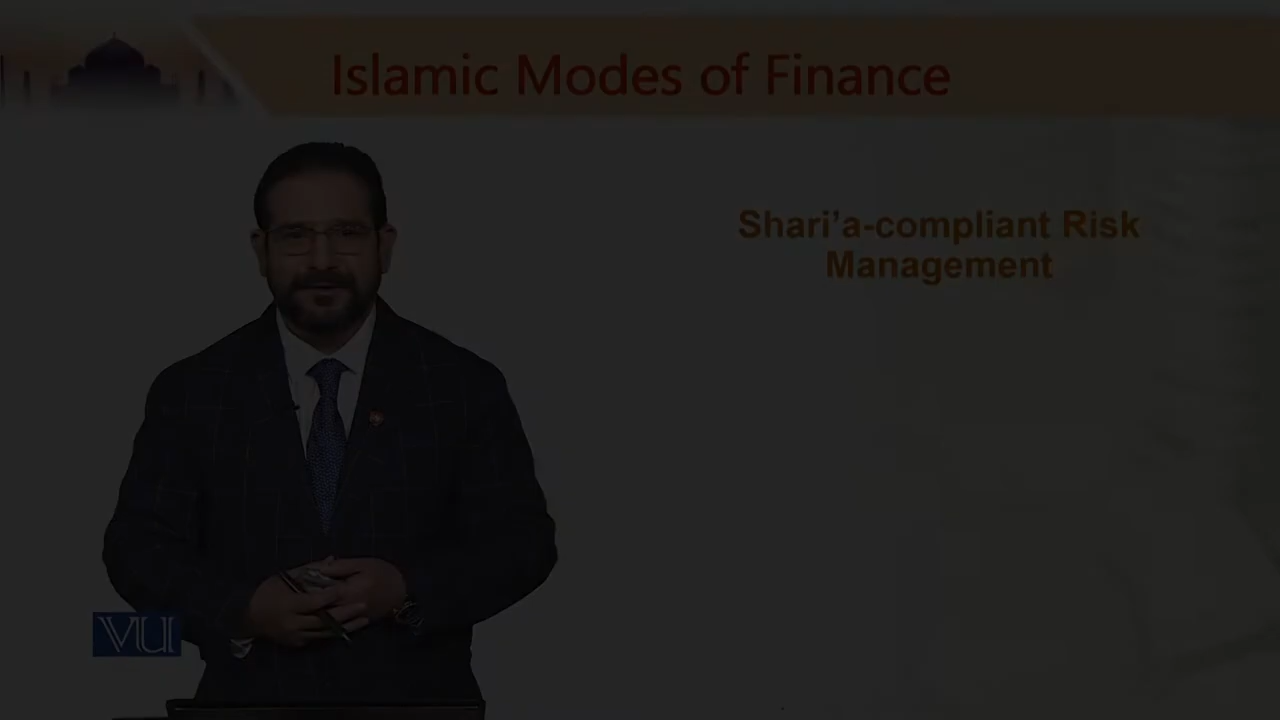 Islamic Modes of Finance
Shari’a-compliant Risk
Management
VU